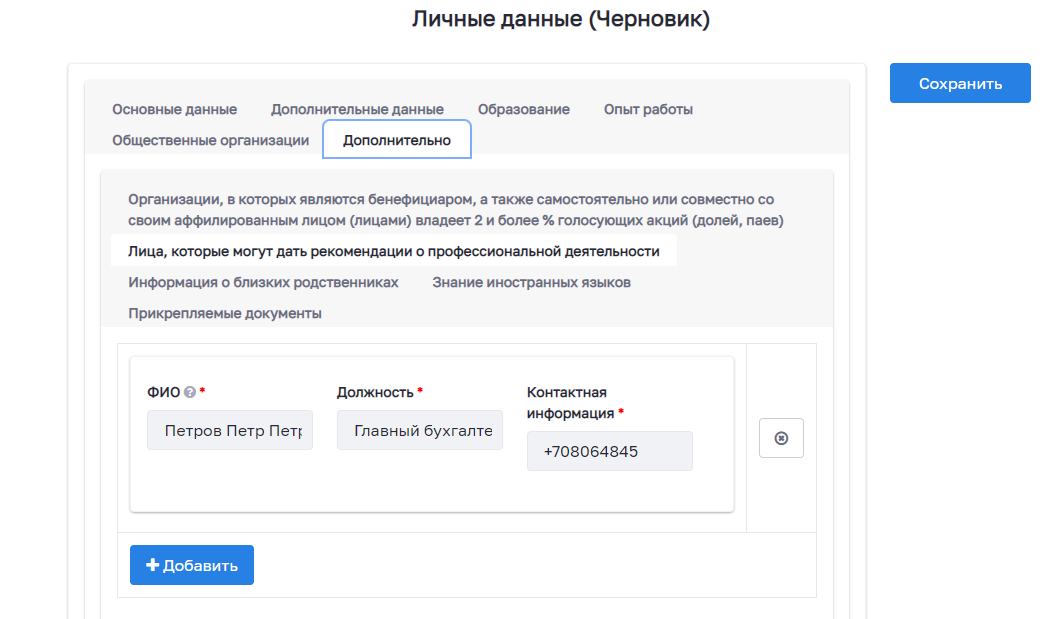 Личные данные (Черновик)
Сохранить
Основные данные Дополнительные данные Образование Опыт работы
Общественные организации Дополнительно
Организации, в которых являются бенефициаром, а также самостоятельно или совместно со
своим аффилированным лицом (лицами) владеет 2 и более % голосующих акций (долей, паев)
Лица, которые могут дать рекомендации о профессиональной деятельности
Информация о близких родственниках Знание иностранных языков
Прикрепляемые документы
ФИО ? * Должность * Контактная
информация *
Петров Петр Петр Главный бухгалте
+708064845
+ Добавить